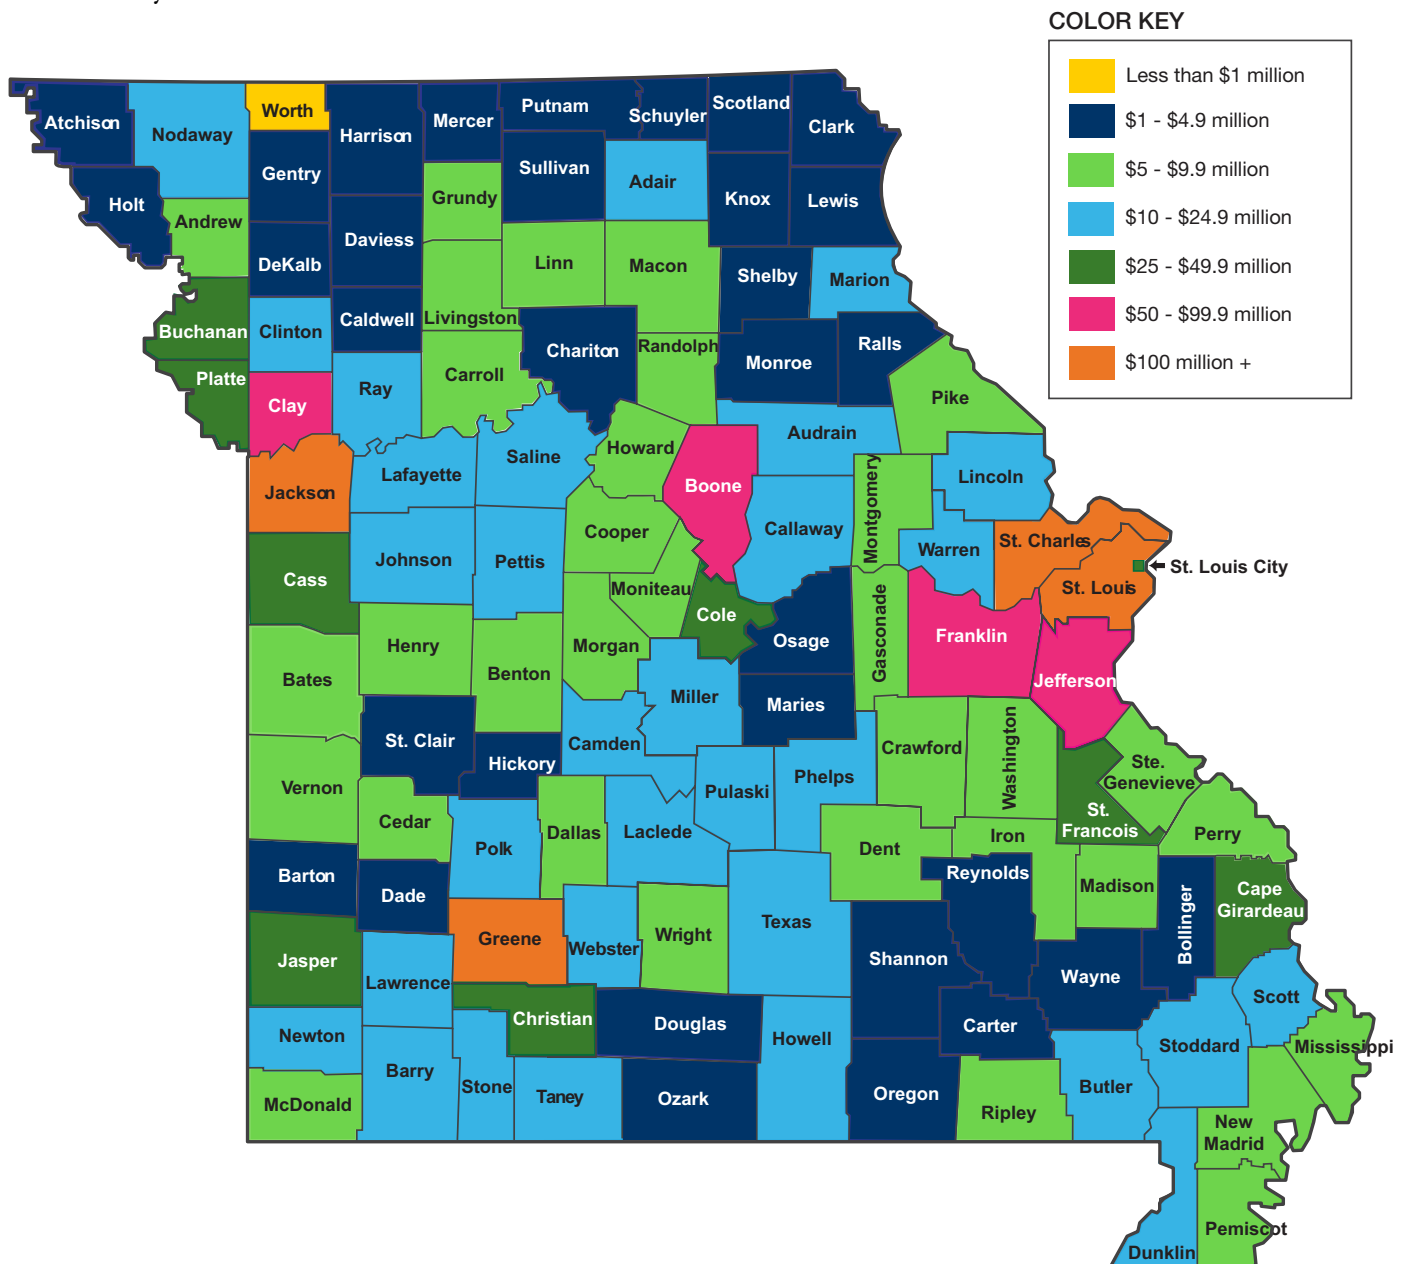 COLOR KEY
Less than $1 million
$1 - $4.9 million
$5 - $9.9 million
$10 - $24.9 million
$25 - $49.9 million
$50 - $99.9 million
$100 million +
Atchison
Nodaway
Worth
Harrison
Mercer
Putnam
Schuyler
Scotland
Clark
Gentry
Sullivan
Adair
Knox
Lewis
Holt
Andrew
Grundy
DeKalb
Daviess
Linn
Macon
Shelby
Marion
Buchanan
Clinton
Caldwell
Livingston
Chariton
Randolph
Monroe
Ralls
Platte
Clay
Ray
Carroll
Pike
Audrain
Jackson
Lafayette
Saline
Howard
Boone
Callaway
Montgomery
Lincoln
Cooper
Johnson
Pettis
Warren
St. Charles
St. Louis City
St. Louis
Cass
Moniteau
Cole
Osage
Gasconade
Franklin
Jefferson
Henry
Benton
Morgan
Bates
Miller
Maries
St. Clair
Camden
Hickory
Crawford
Washington
Ste.
Genevieve
Vernon
Pulaski
Phelps
St.
Francois
Cedar
Polk
Dallas
Laclede
Dent
Iron
Perry
Barton
Dade
Reynolds
Madison
Bollinger
Cape
Girardeau
Jasper
Greene
Webster
Wright
Texas
Shannon
Wayne
Lawrence
Christian
Douglas
Carter
Scott
Newton
Howell
Stoddard
Mississippi
Barry
Stone
Taney
Ozark
Oregon
Ripley
Butler
McDonald
New
Madrid
Pemiscot
Dunklin